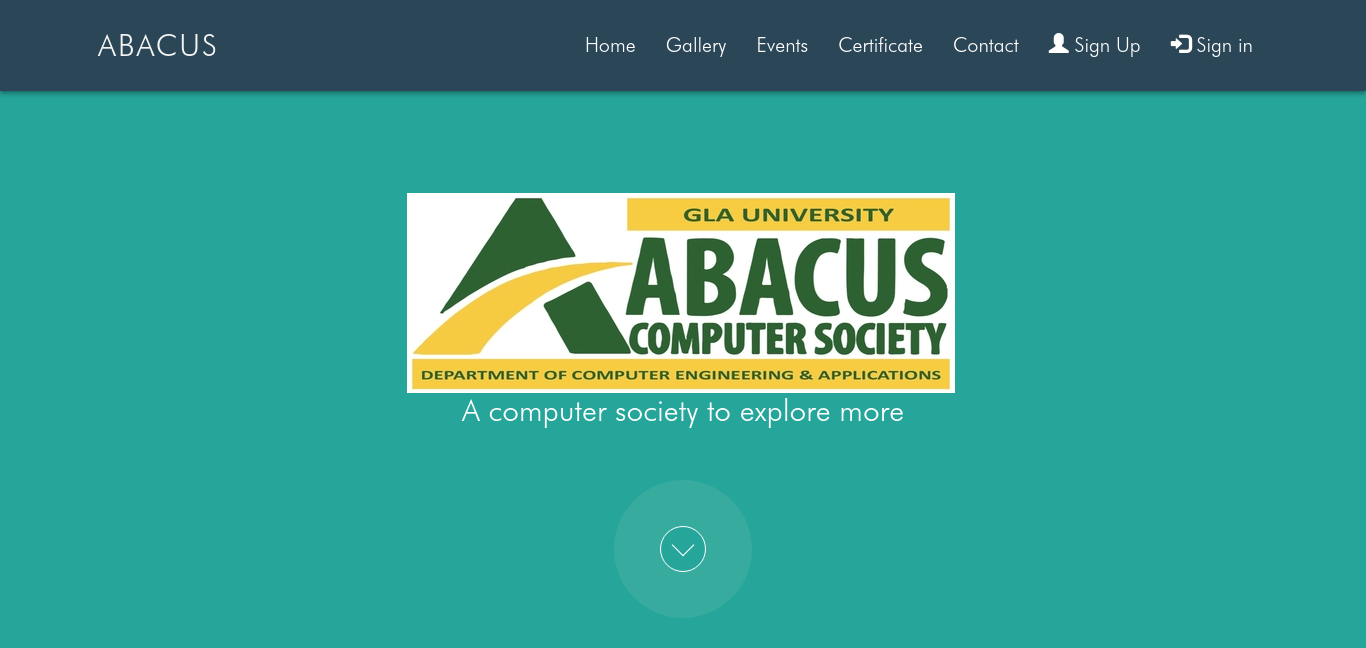 ABACUS
Home Gallery Events Certificate Contact Sign Up Sign in
GLA UNIVERSITY
ABACUS
COMPUTER SOCIETY
DEPARTMENT OF COMPUTER ENGINEERING & APPLICATIONS
A computer society to explore more